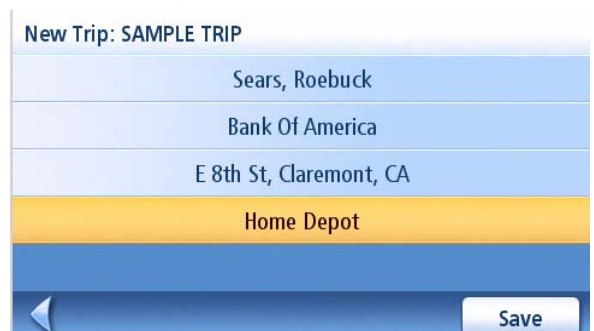 New Trip: SAMPLE TRIP
Sears, Roebuck
Bank Of America
E 8th St, Claremont, CA
Home Depot
Save